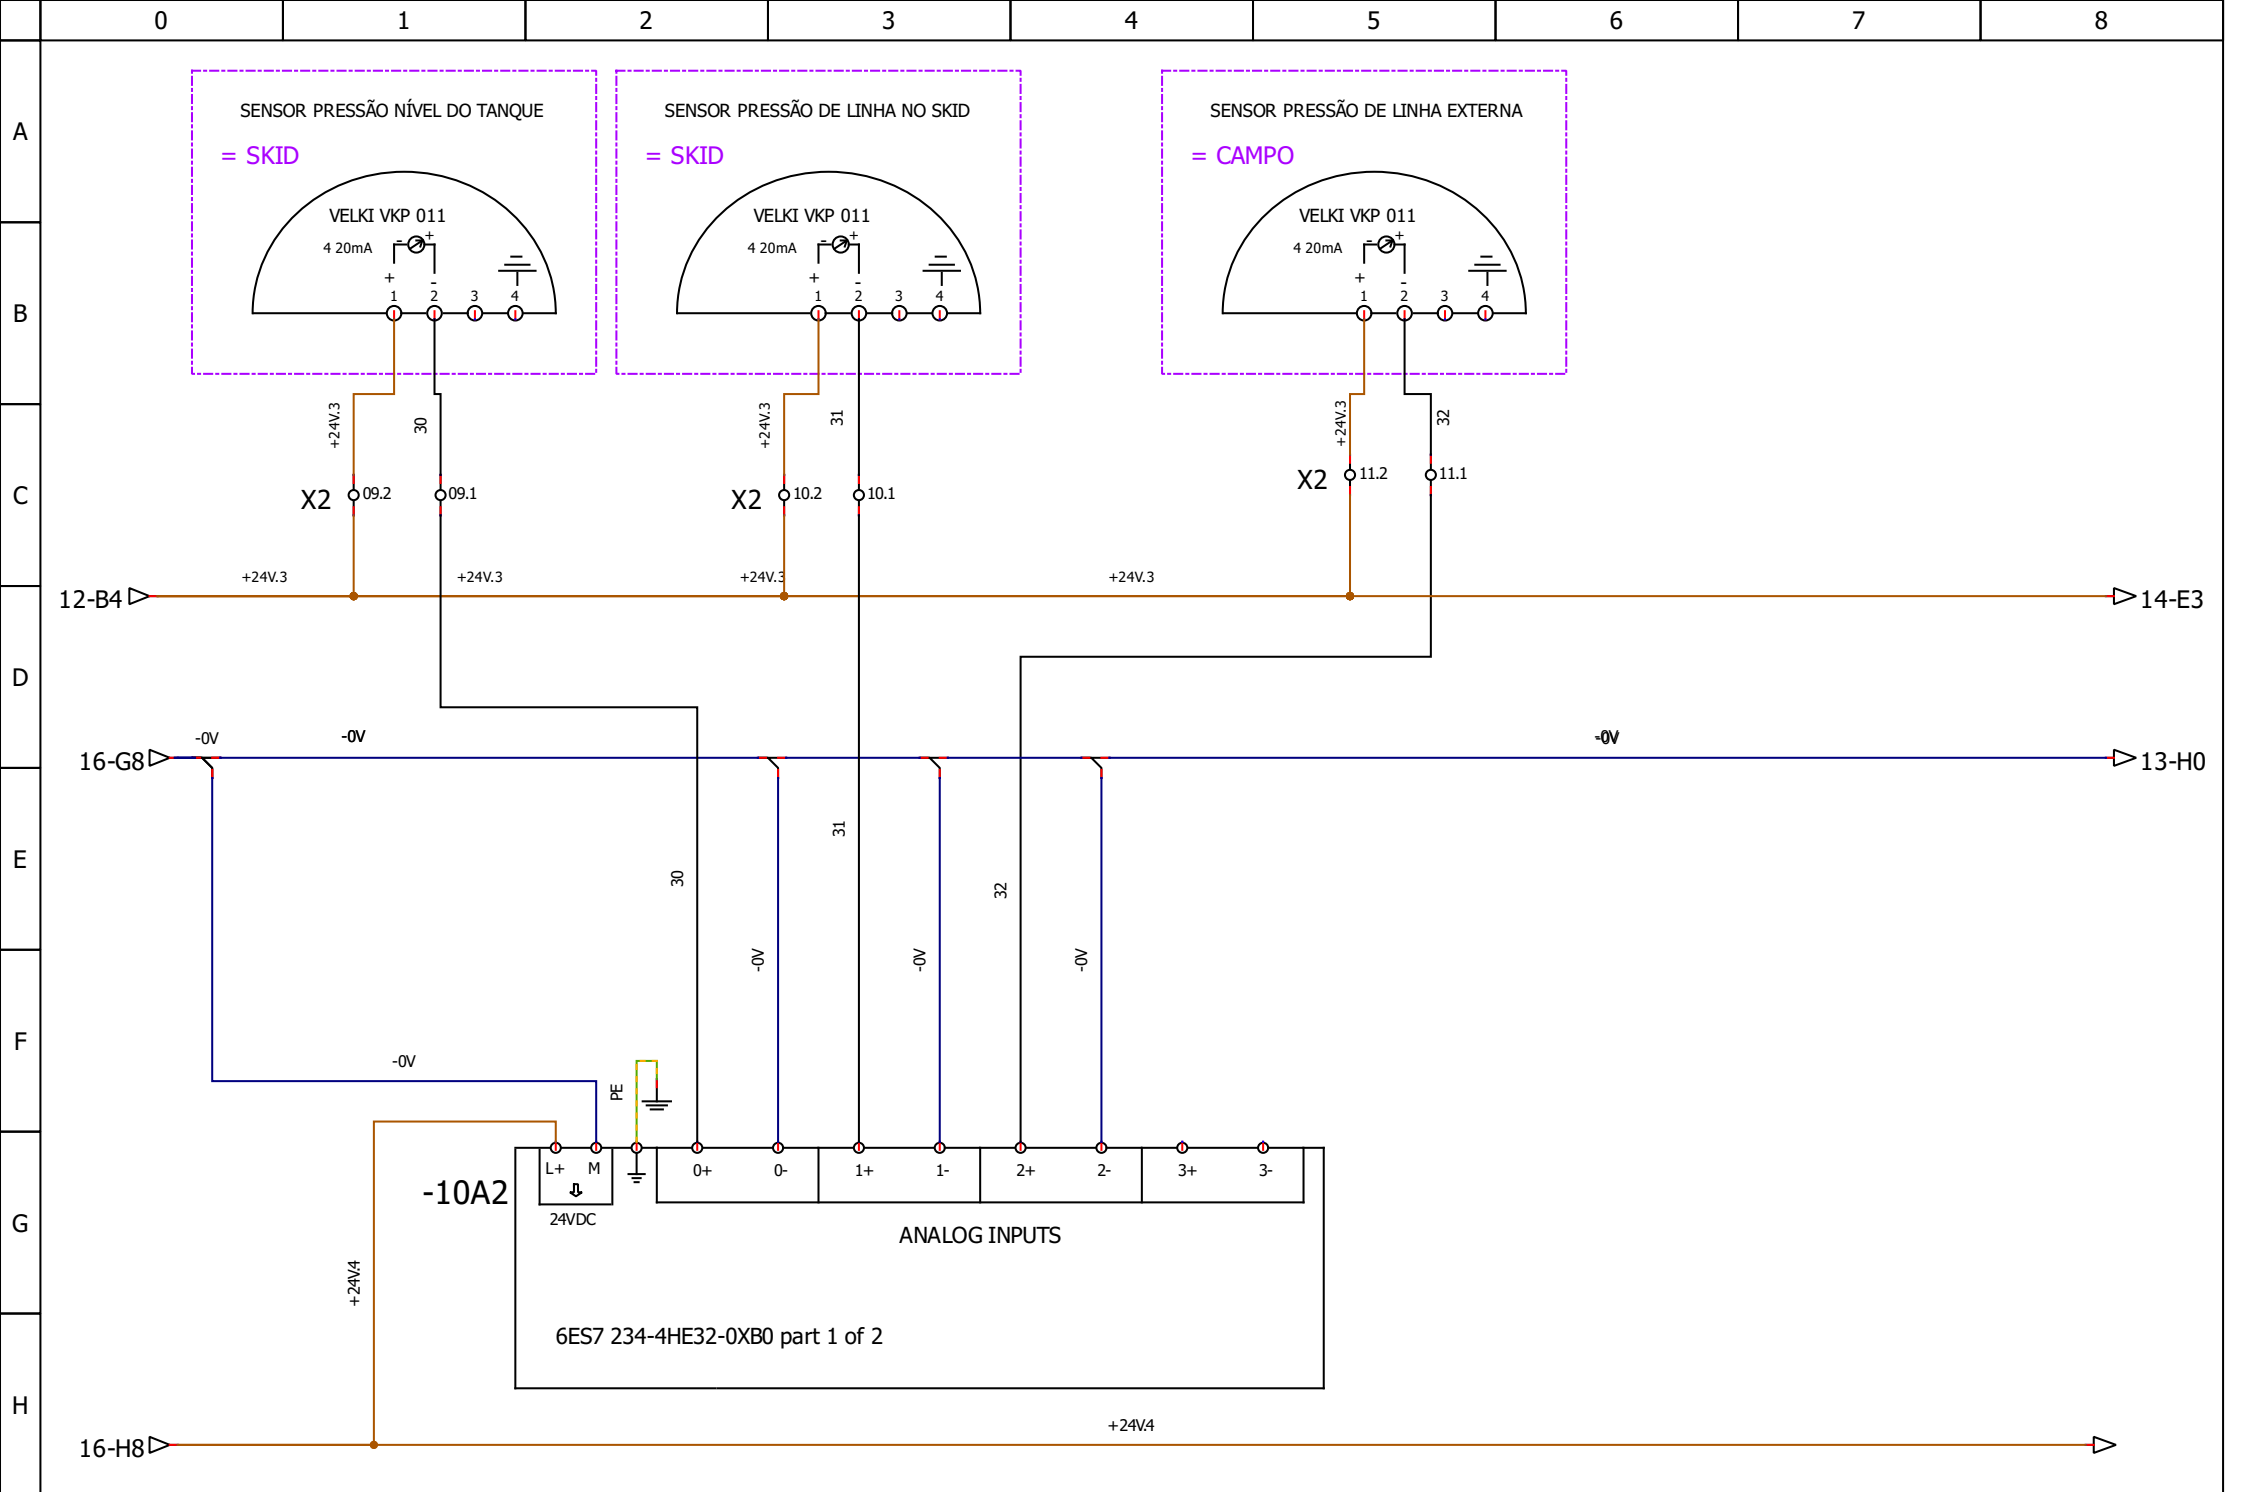 0 1 2 3 4 5 6 7 8
A
SENSOR PRESSÃO NÍVEL DO TANQUE
= SKID
VELKI VKP 011
4 20mA
- +
+ -
1 2 3 4
SENSOR PRESSÃO DE LINHA NO SKID
= SKID
VELKI VKP 011
4 20mA
- +
+ -
1 2 3 4
SENSOR PRESSÃO DE LINHA EXTERNA
= CAMPO
VELKI VKP 011
4 20mA
- +
+ -
1 2 3 4
B
+24V.3 30 +24V.3 31 +24V.3 32
C
X2 09.2 09.1
X2 10.2 10.1
X2 11.2 11.1
+24V.3 +24V.3 +24V.3 +24V.3
12-B4 14-E3
D
-0V -0V -0V
16-G8 13-H0
E
30 31 32
-0V -0V -0V
F
-0V
PE
L+ M 0+ 0- 1+ 1- 2+ 2- 3+ 3-
-10A2
24VDC
G
ANALOG INPUTS
+24V.4
6ES7 234-4HE32-0XB0 part 1 of 2
H
+24V.4
16-H8